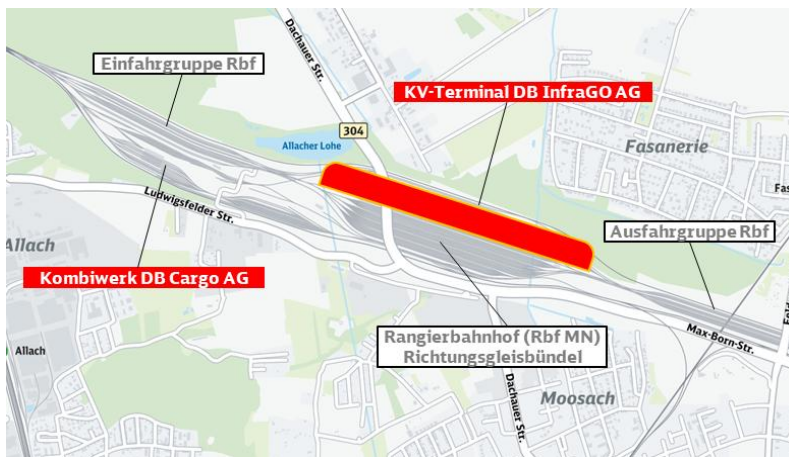 Dachauer Str.
Einfahrgruppe Rbf
KV-Terminal DB InfraGO AG
304
Allacher Lohe
Fasanerie
Ludwigsfelder Str.
Allach
Ausfahrgruppe Rbf
Kombiwerk DB Cargo AG
Rangierbahnhof (Rbf MN)
Richtungsgleisbündel
Max-Born-Str.
Allach
Dachauer Str.
Moosach